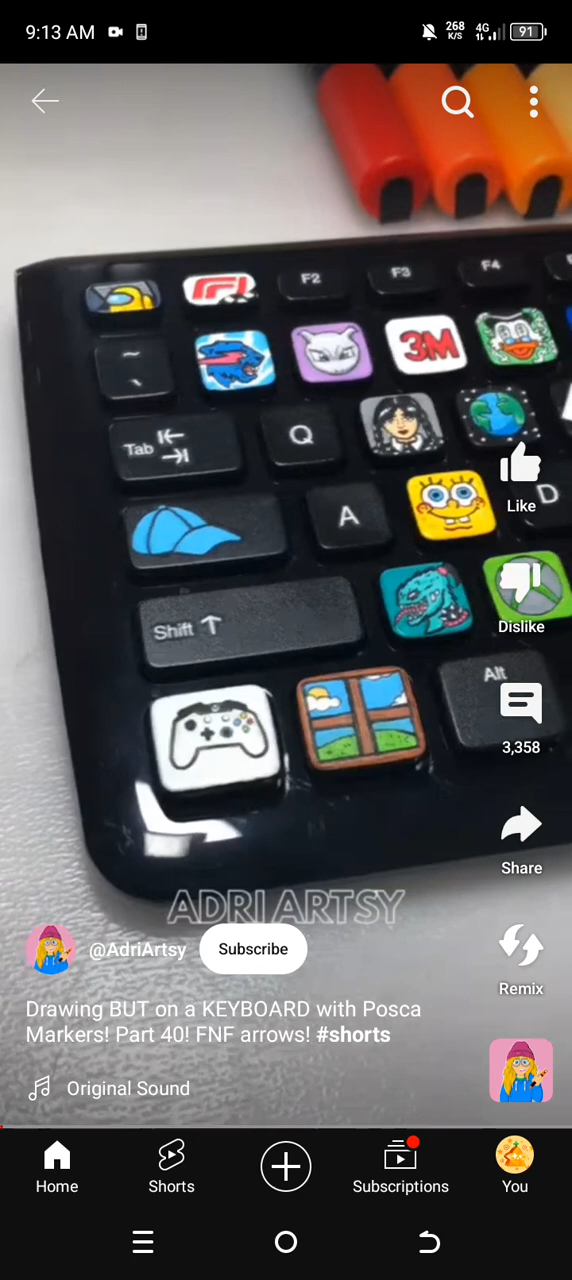 9:13 AM
268
K/S
4G
91
F2
F3
F4
~
`
3M
Tab
Q
A
D
Shift
Alt
Like
Dislike
3,358
Share
ADRI ARTSY
@AdriArtsy
Subscribe
Remix
Drawing BUT on a KEYBOARD with Posca
Markers! Part 40! FNF arrows! #shorts
Original Sound
Home
Shorts
Subscriptions
You